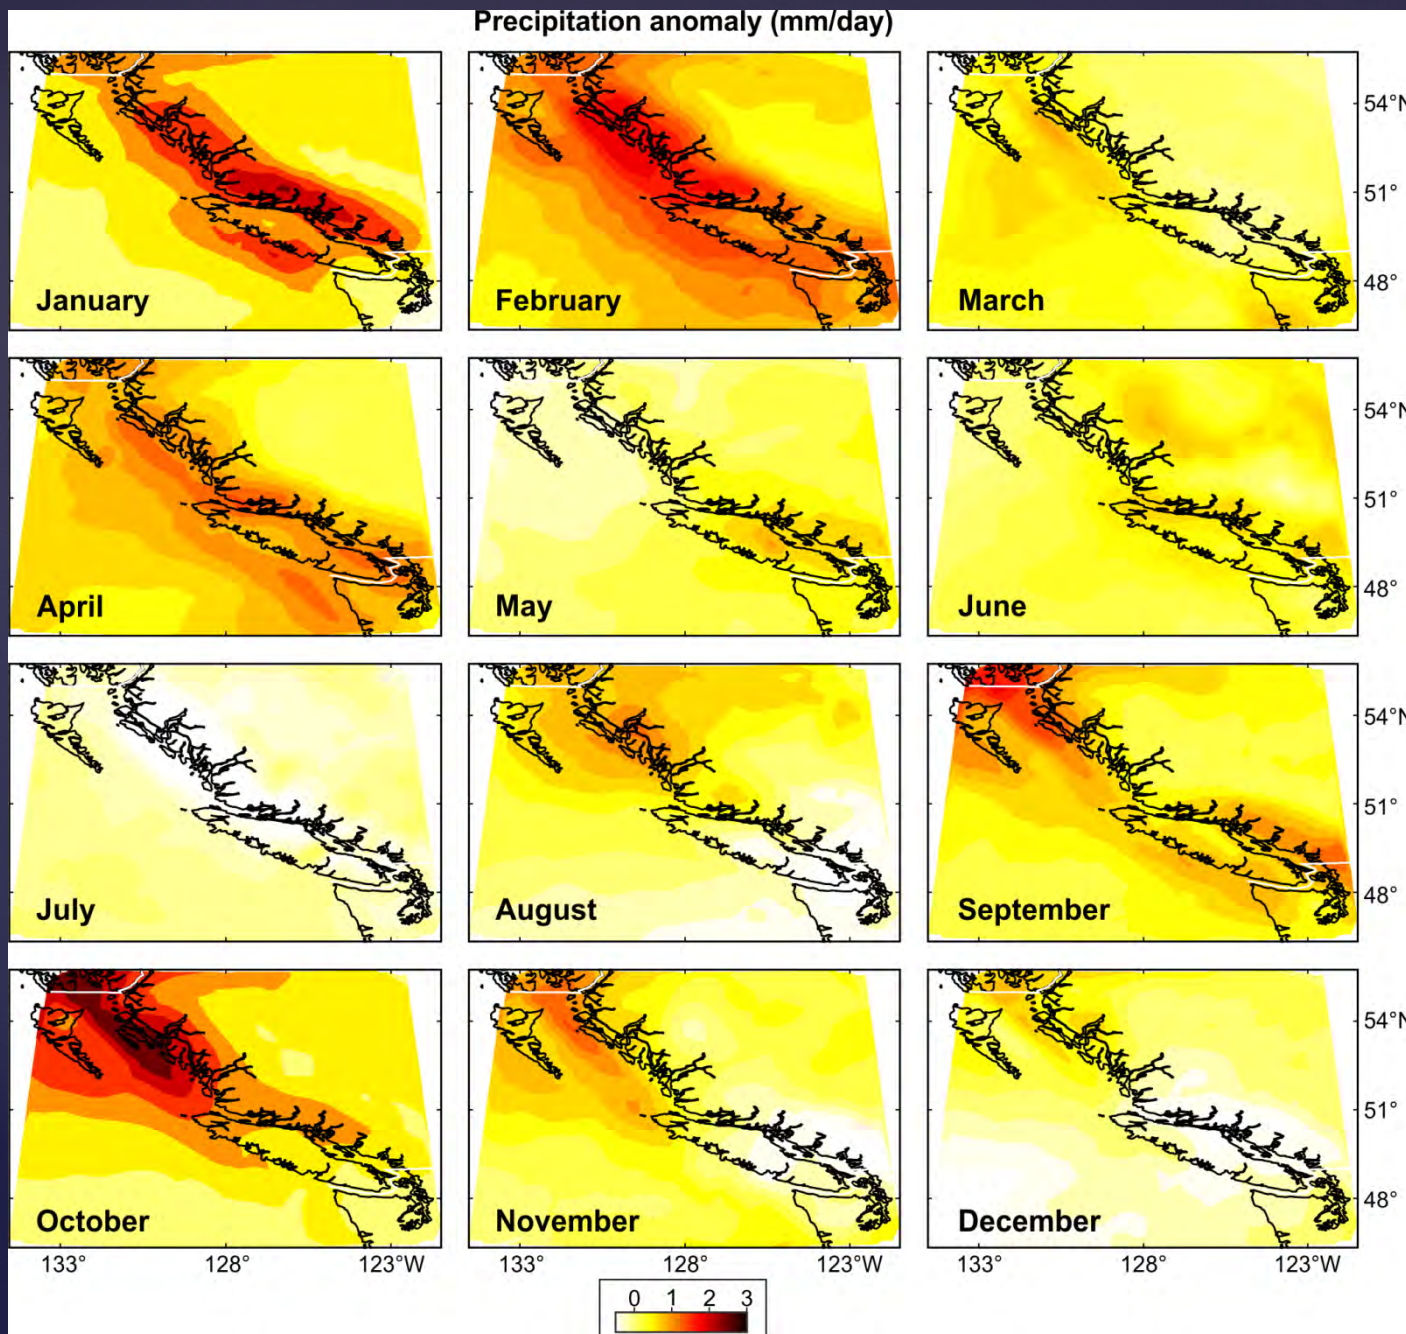 Precipitation anomaly (mm/day)
January
February
March
54°N
51°
48°
April
May
June
54°N
51°
48°
July
August
September
54°N
51°
48°
October
November
December
54°N
51°
48°
133° 128° 123°W 133° 128° 123°W 133° 128° 123°W
0 1 2 3